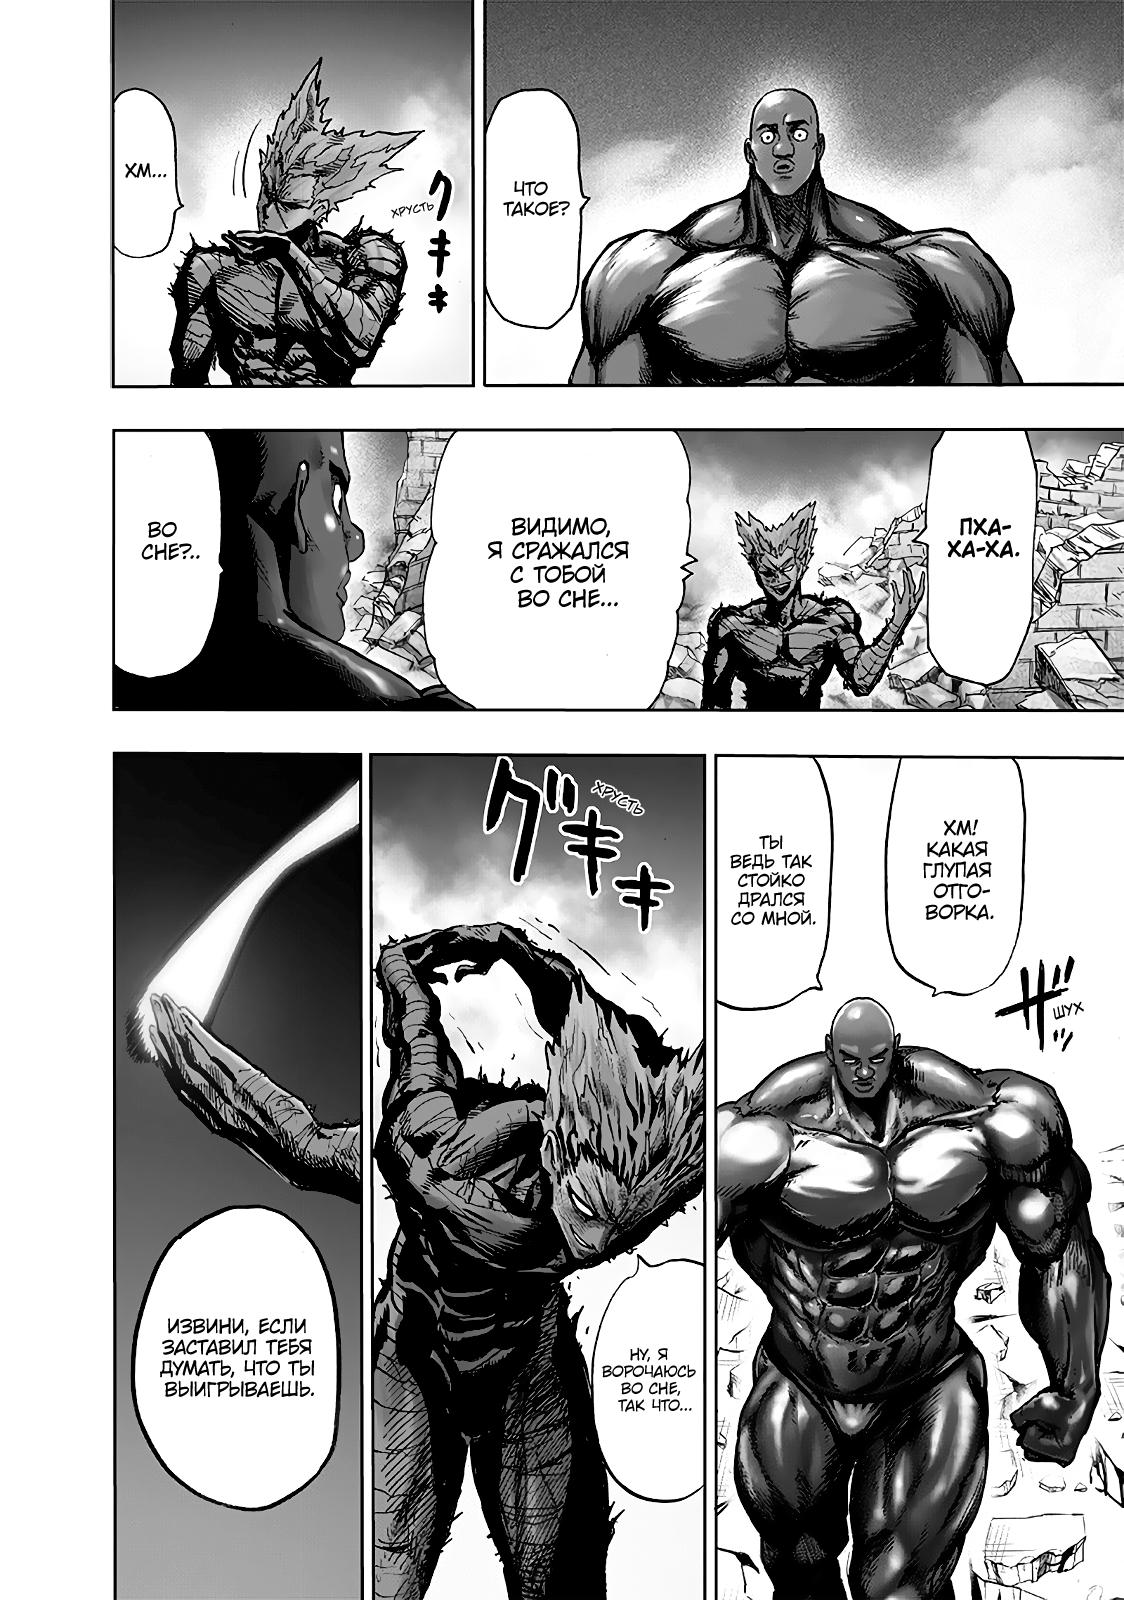 ЧТО
ТАКОЕ?
ХМ...
ХРУСТЬ
クキキ
ПХА-
ХА-ХА.
ВИДИМО,
Я СРАЖАЛСЯ
С ТОБОЙ
ВО СНЕ...
ВО
СНЕ?..
ХМ!
КАКАЯ
ГЛУПАЯ
ОТГО-
ВОРКА.
ТЫ
ВЕДЬ ТАК
СТОЙКО
ДРАЛСЯ
СО МНОЙ.
ШУХ
ХРУСТЬ
グキキ
НУ, Я
ВОРОЧАЮСЬ
ВО СНЕ,
ТАК ЧТО...
ИЗВИНИ, ЕСЛИ
ЗАСТАВИЛ ТЕБЯ
ДУМАТЬ, ЧТО ТЫ
ВЫИГРЫВАЕШЬ.